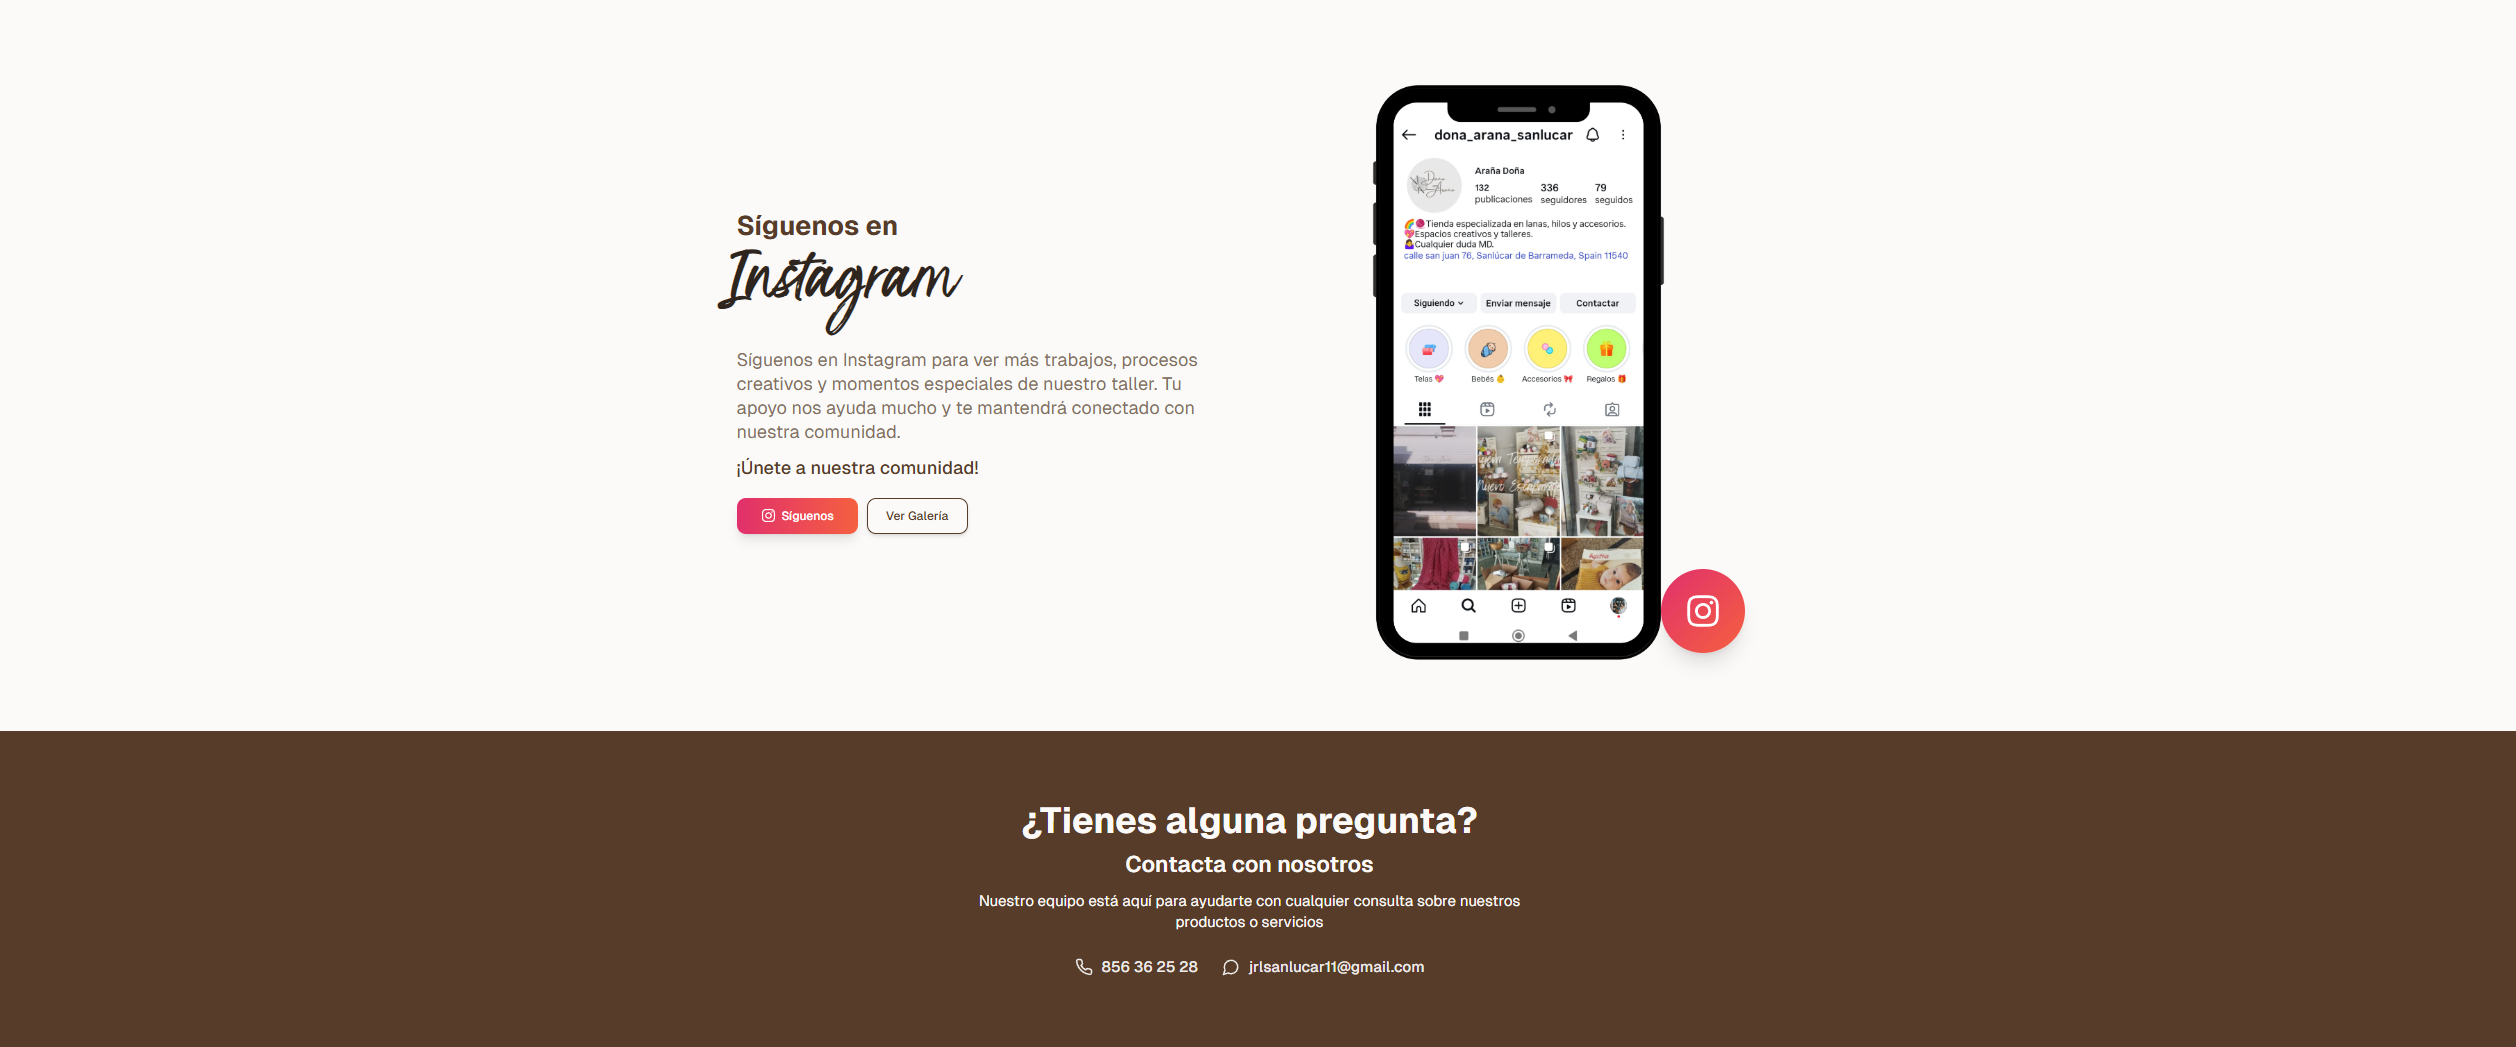 Síguenos en
Instagram
Síguenos en Instagram para ver más trabajos, procesos
creativos y momentos especiales de nuestro taller. Tu
apoyo nos ayuda mucho y te mantendrá conectado con
nuestra comunidad.
¡Únete a nuestra comunidad!
Síguenos
Ver Galería
dona_arana_sanlucar
Doña Araña
Araña Doña
132 336 79
publicaciones seguidores seguidos
🌈🧶Tienda especializada en lanas, hilos y accesorios.
💖Espacios creativos y talleres.
🤷‍♀️Cualquier duda MD.
calle san juan 76, Sanlúcar de Barrameda, Spain 11540
Siguiendo Enviar mensaje Contactar
Telas 💖 Bebés 👶 Accesorios 🎀 Regalos 🎁
¿Tienes alguna pregunta?
Contacta con nosotros
Nuestro equipo está aquí para ayudarte con cualquier consulta sobre nuestros
productos o servicios
856 36 25 28 jrlsanlucar11@gmail.com